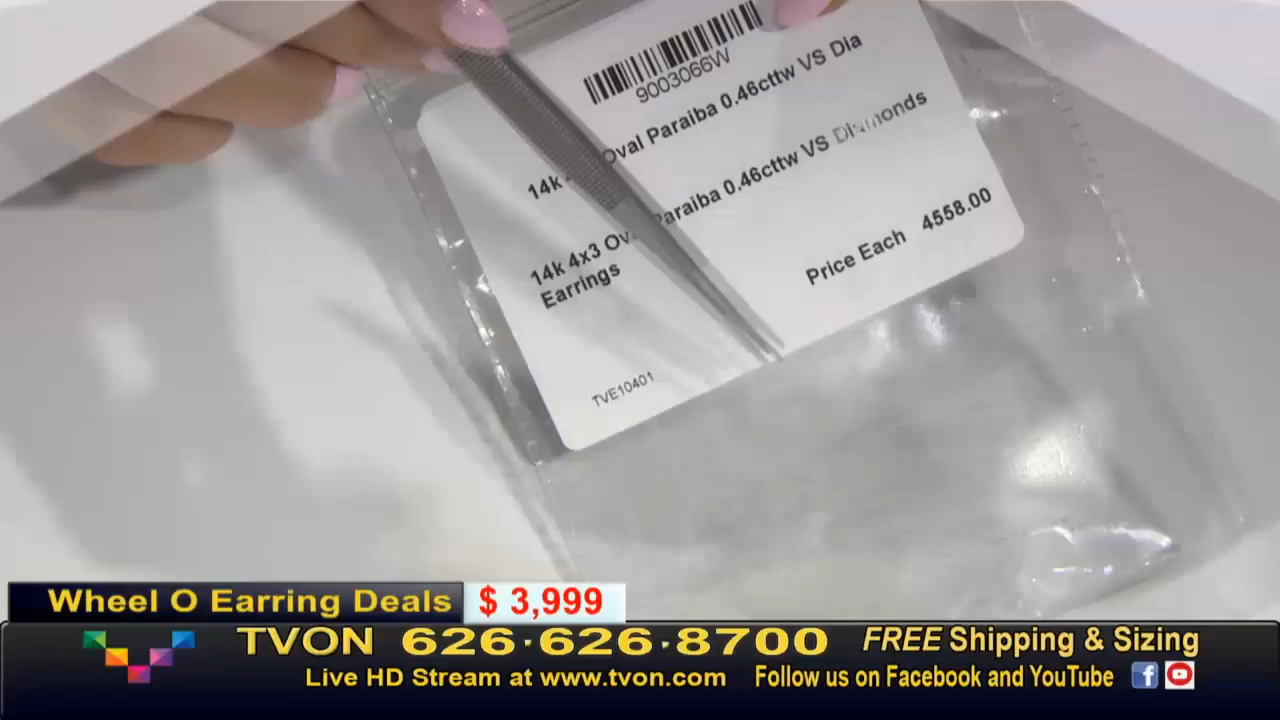 9003066W
14k Oval Paraiba 0.46cttw VS Dia
14k 4x3 Paraiba 0.46cttw VS Diamonds
Earrings
Price Each 4558.00
TVE10401
Wheel O Earring Deals $ 3,999
TVON 626·626·8700 FREE Shipping & Sizing
Live HD Stream at www.tvon.com Follow us on Facebook and YouTube